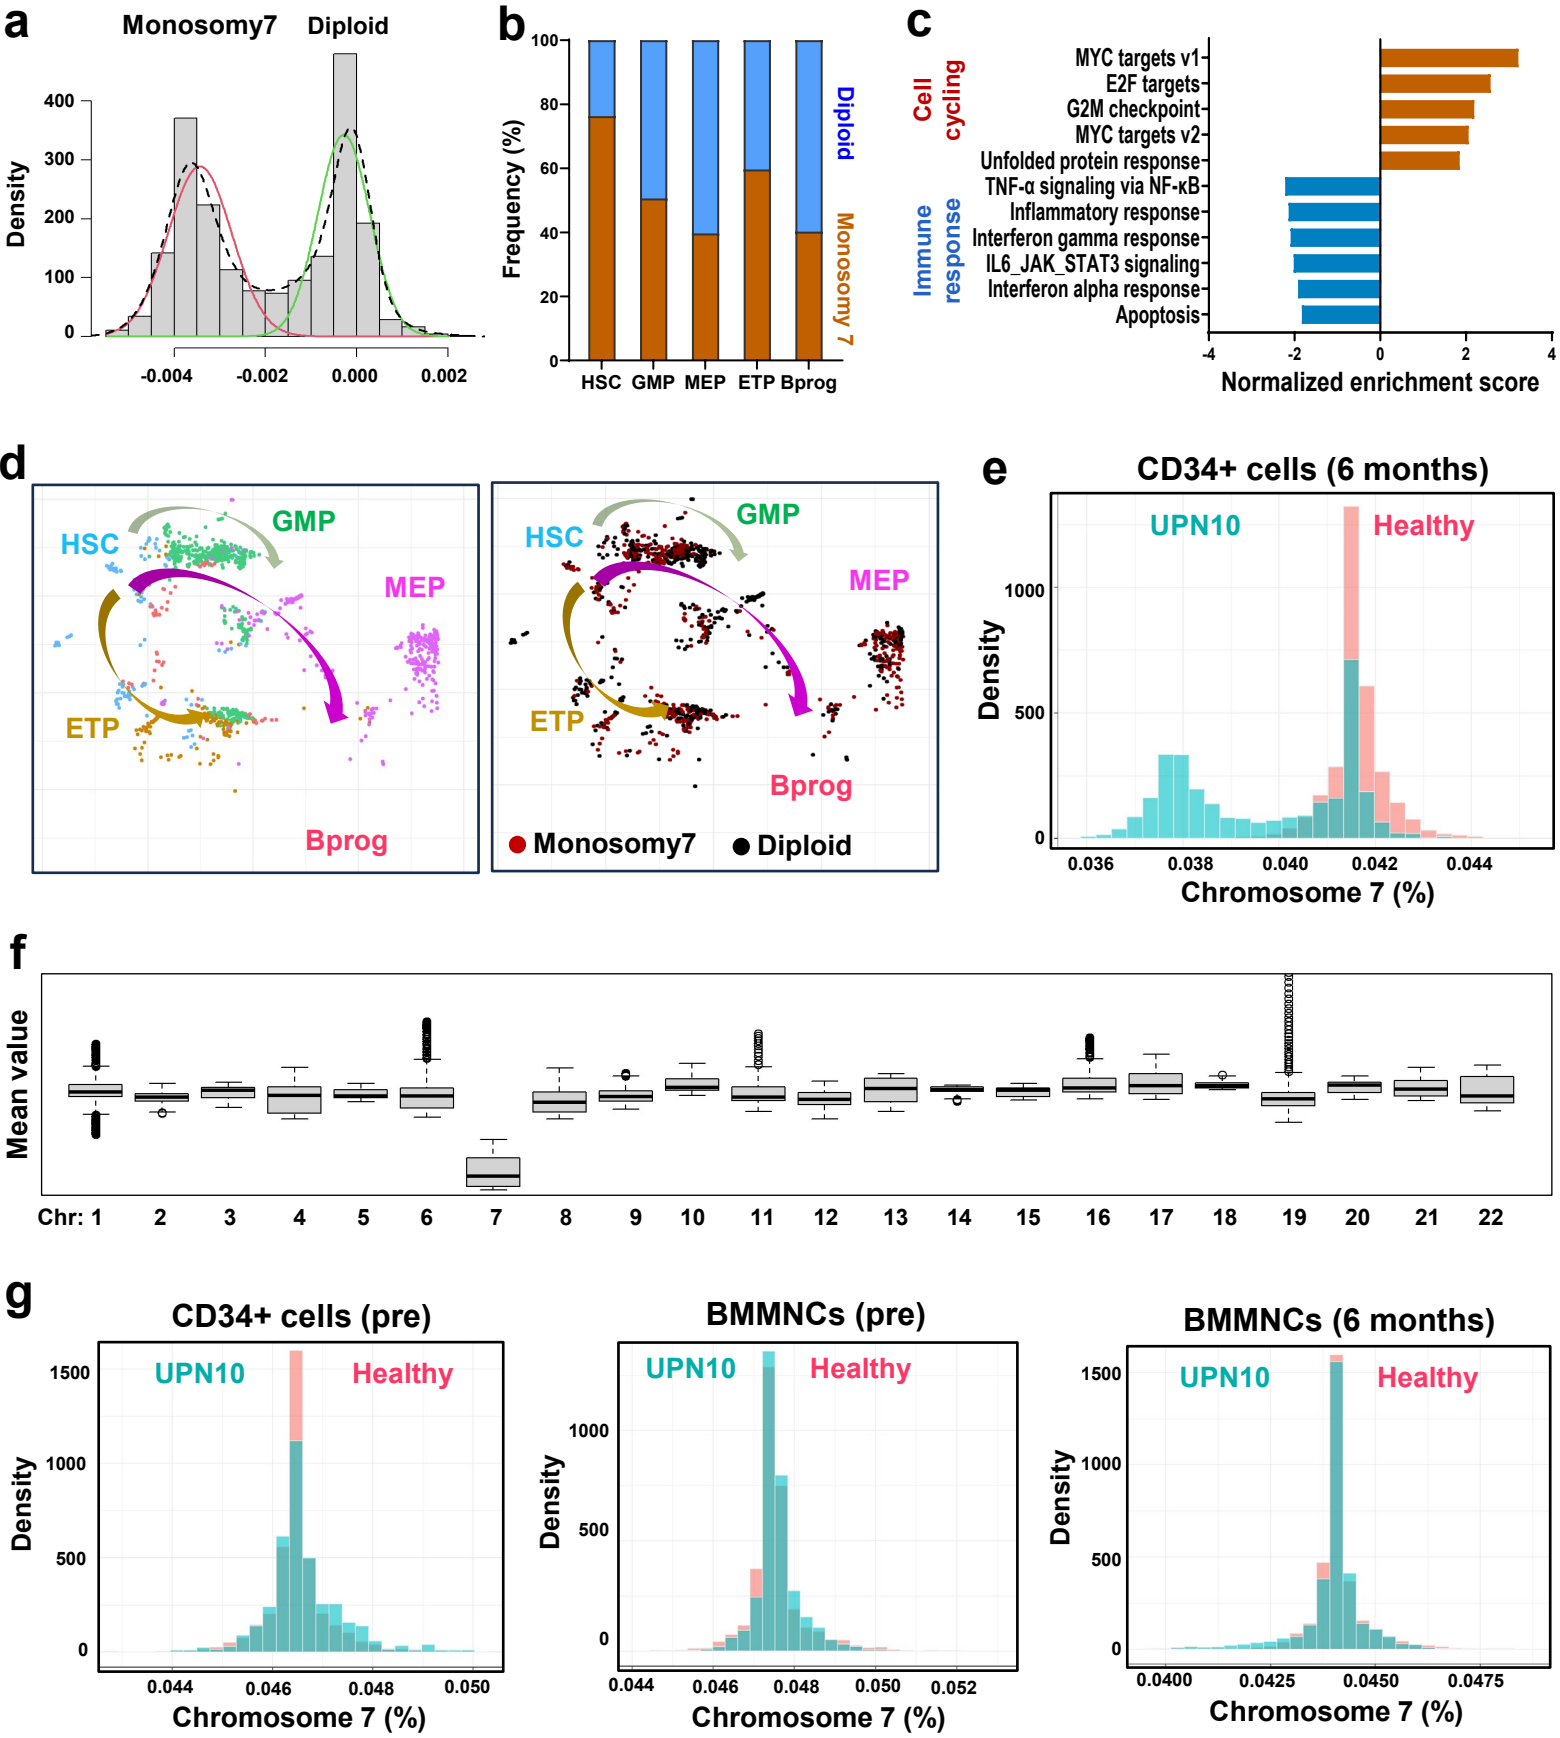 a
Monosomy7 Diploid
Density
400
300
200
100
0
-0.004 -0.002 0.000 0.002
b
Frequency (%)
100
80
60
40
20
0
HSC GMP MEP ETP Bprog
Diploid
Monosomy 7
c
Cell
cycling
Immune
response
MYC targets v1
E2F targets
G2M checkpoint
MYC targets v2
Unfolded protein response
TNF-α signaling via NF-κB
Inflammatory response
Interferon gamma response
IL6_JAK_STAT3 signaling
Interferon alpha response
Apoptosis
-4 -2 0 2 4
Normalized enrichment score
d
HSC
GMP
MEP
ETP
Bprog
HSC
GMP
MEP
ETP
Bprog
Monosomy7 Diploid
e
CD34+ cells (6 months)
UPN10 Healthy
Density
1000
500
0
0.036 0.038 0.040 0.042 0.044
Chromosome 7 (%)
f
Mean value
Chr: 1 2 3 4 5 6 7 8 9 10 11 12 13 14 15 16 17 18 19 20 21 22
g
CD34+ cells (pre)
UPN10 Healthy
Density
1500
1000
500
0
0.044 0.046 0.048 0.050
Chromosome 7 (%)
BMMNCs (pre)
UPN10 Healthy
Density
1000
500
0
0.044 0.046 0.048 0.050 0.052
Chromosome 7 (%)
BMMNCs (6 months)
UPN10 Healthy
Density
1500
1000
500
0
0.0400 0.0425 0.0450 0.0475
Chromosome 7 (%)